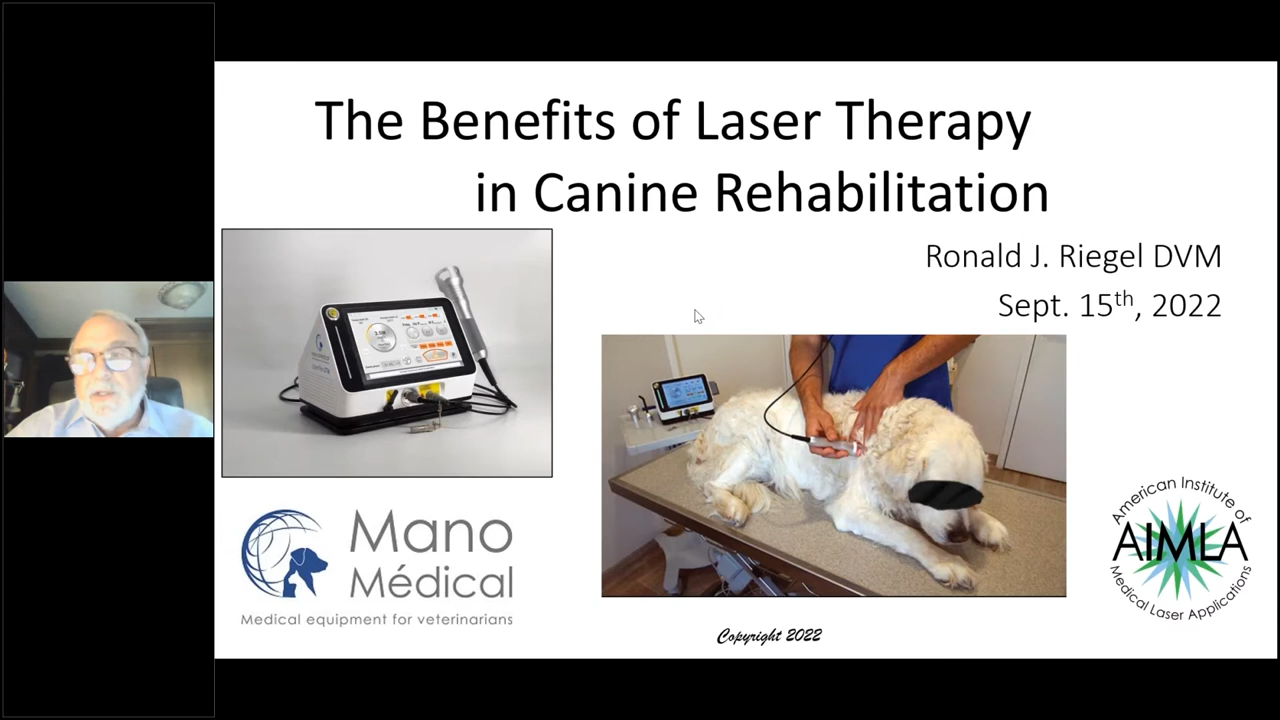 The Benefits of Laser Therapy
in Canine Rehabilitation
Ronald J. Riegel DVM
Sept. 15th, 2022
Mano
Médical
Medical equipment for veterinarians
American Institute of
AIMLA
Medical Laser Applications
Copyright 2022